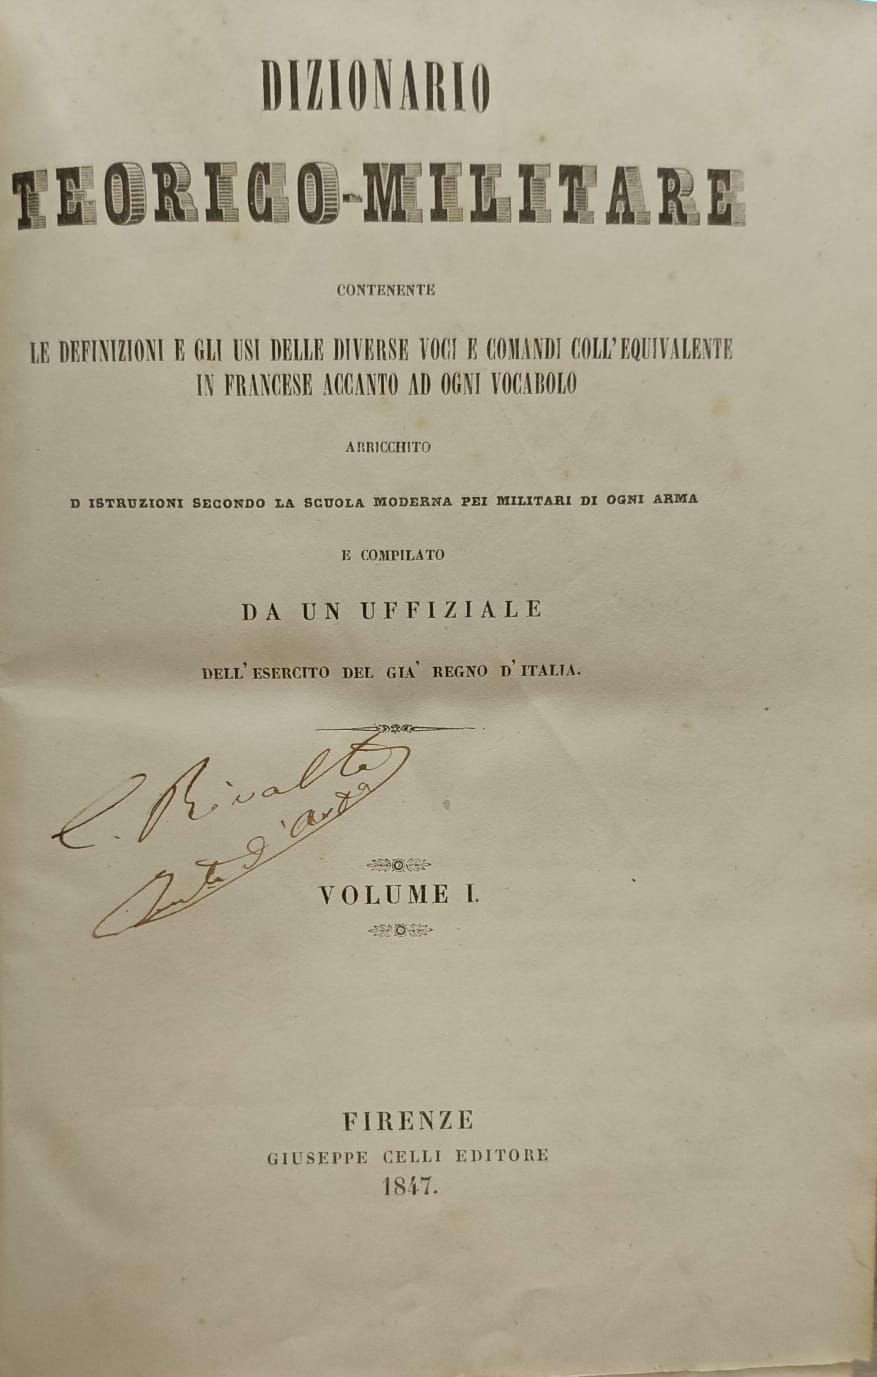 DIZIONARIO
TEORICO-MILITARE
CONTENENTE
LE DEFINIZIONI E GLI USI DELLE DIVERSE VOCI E COMANDI COLL'EQUIVALENTE
IN FRANCESE ACCANTO AD OGNI VOCABOLO
ARRICCHITO
D ISTRUZIONI SECONDO LA SCUOLA MODERNA PEI MILITARI DI OGNI ARMA
E COMPILATO
DA UN UFFIZIALE
DELL'ESERCITO DEL GIA' REGNO D'ITALIA.
C. Rivalta
VOLUME I.
FIRENZE
GIUSEPPE CELLI EDITORE
1847.